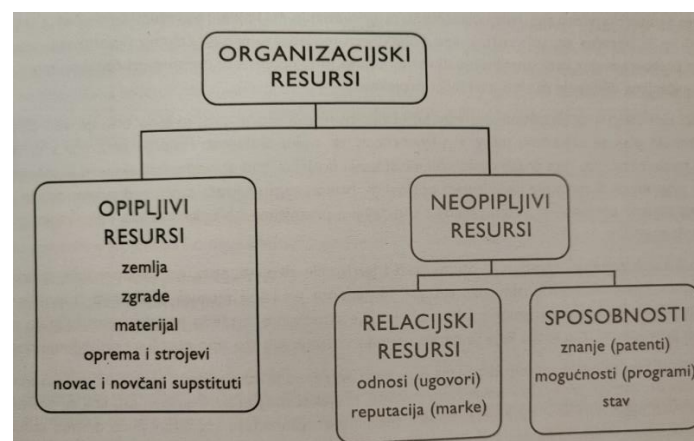 ORGANIZACIJSKI
RESURSI
OPIPLJIVI
RESURSI
zemlja
zgrade
materijal
oprema i strojevi
novac i novčani supstituti
NEOPIPLJIVI
RESURSI
RELACIJSKI
RESURSI
odnosi (ugovori)
reputacija (marke)
SPOSOBNOSTI
znanje (patenti)
mogućnosti (programi)
stav